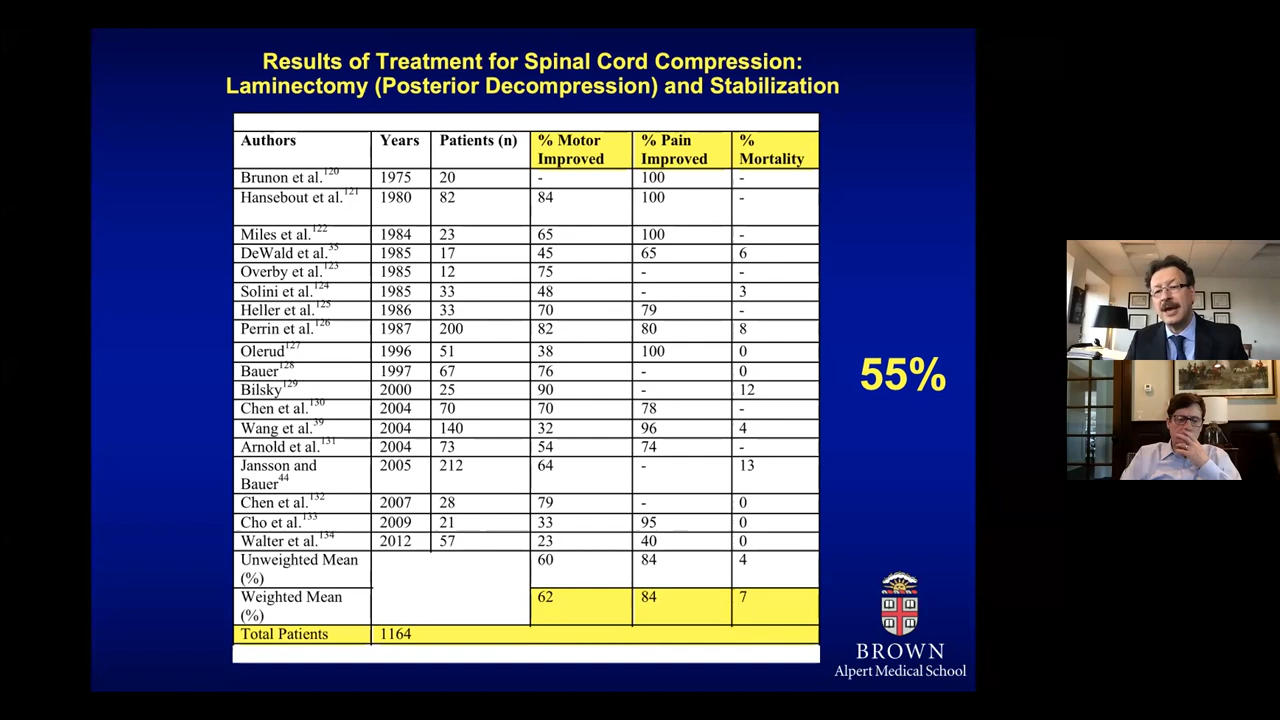 Results of Treatment for Spinal Cord Compression:
Laminectomy (Posterior Decompression) and Stabilization
Authors Years Patients (n) % Motor Improved % Pain Improved % Mortality
Brunon et al.120 1975 20 - 100 -
Hansebout et al.121 1980 82 84 100 -
Miles et al.122 1984 23 65 100 -
DeWald et al.35 1985 17 45 65 6
Overby et al.123 1985 12 75 - -
Solini et al.124 1985 33 48 - 3
Heller et al.125 1986 33 70 79 -
Perrin et al.126 1987 200 82 80 8
Olerud127 1996 51 38 100 0
Bauer128 1997 67 76 - 0
Bilsky129 2000 25 90 - 12
Chen et al.130 2004 70 70 78 -
Wang et al.39 2004 140 32 96 4
Arnold et al.131 2004 73 54 74 -
Jansson and Bauer44 2005 212 64 - 13
Chen et al.132 2007 28 79 - 0
Cho et al.133 2009 21 33 95 0
Walter et al.134 2012 57 23 40 0
Unweighted Mean (%) 60 84 4
Weighted Mean (%) 62 84 7
Total Patients 1164
55%
BROWN
Alpert Medical School